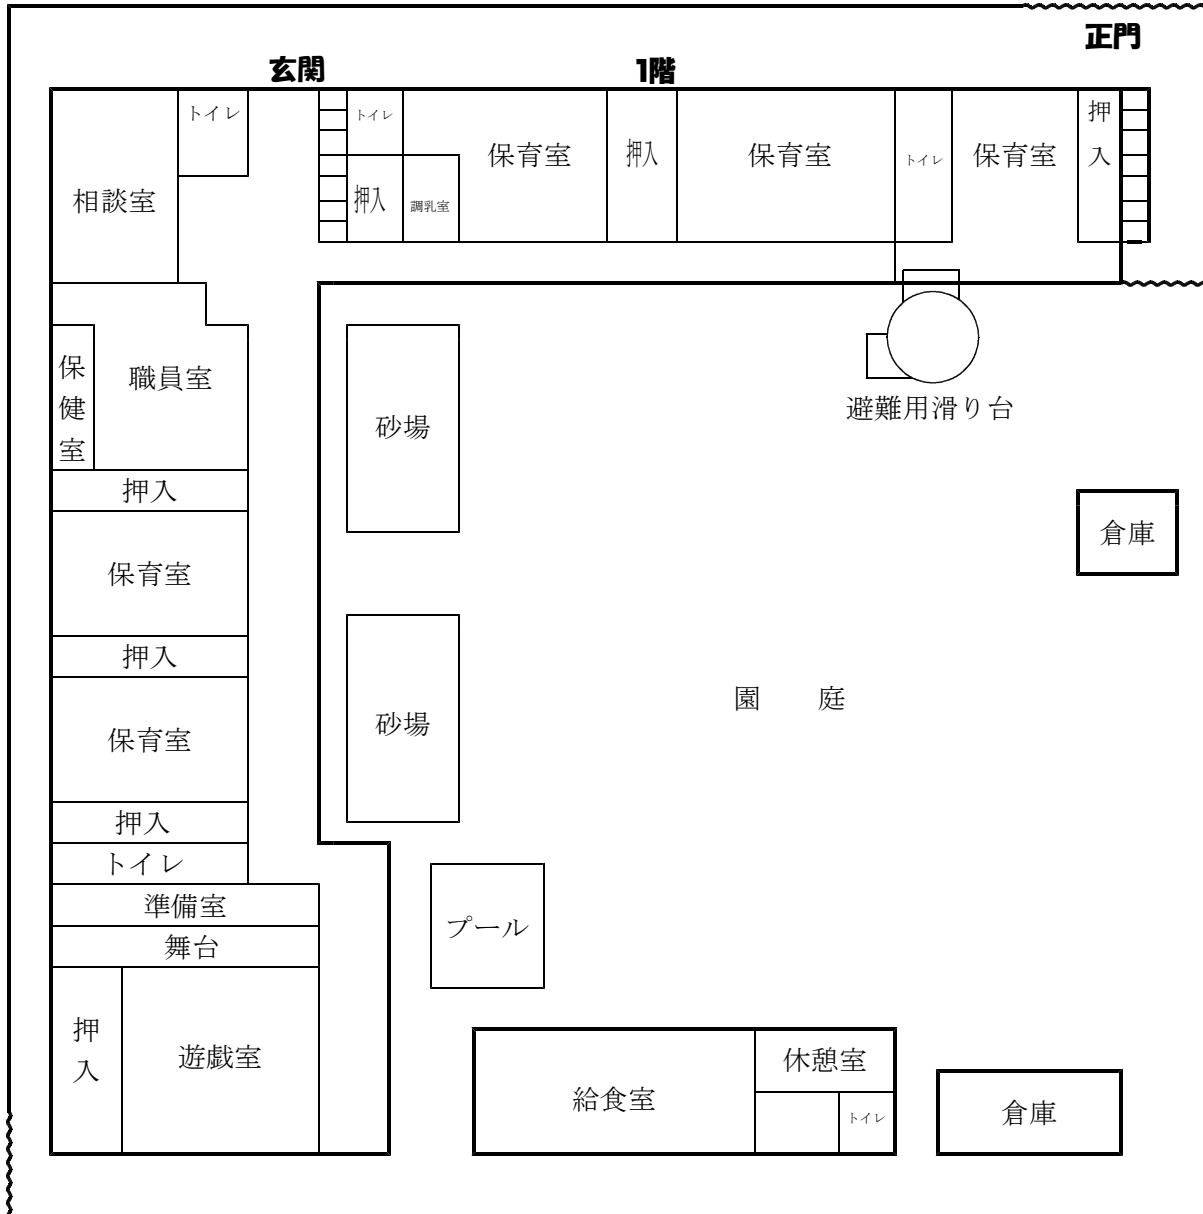 正門
玄関
1階
トイレ
トイレ
保育室
押入
保育室
トイレ
保育室
押入
相談室
押入
調乳室
保健室
職員室
砂場
避難用滑り台
押入
倉庫
保育室
押入
園　庭
砂場
保育室
押入
トイレ
準備室
プール
舞台
押入
遊戯室
給食室
休憩室
トイレ
倉庫